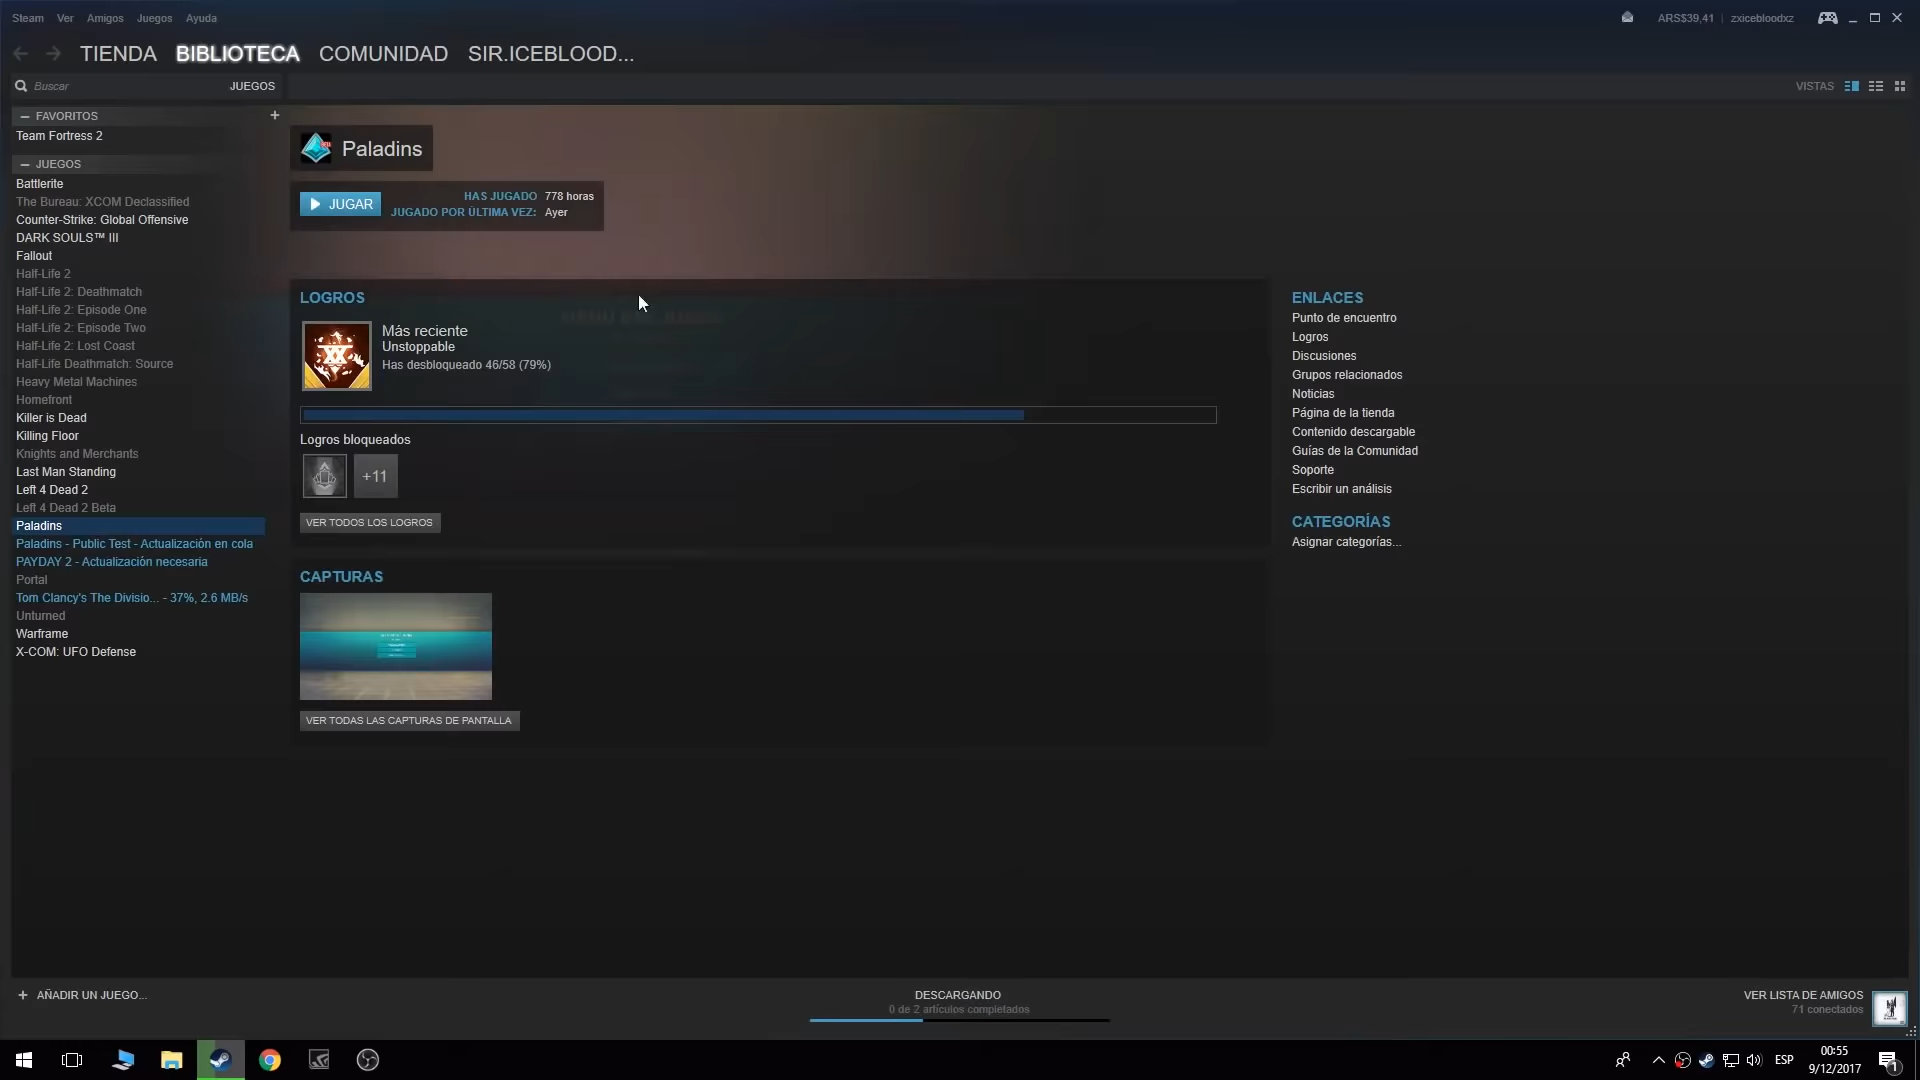 Steam Ver Amigos Juegos Ayuda
ARS$39,41 | zxicebloodxz
TIENDA BIBLIOTECA COMUNIDAD SIR.ICEBLOOD...
Buscar JUEGOS
VISTAS
— FAVORITOS +
Team Fortress 2
— JUEGOS
Battlerite
The Bureau: XCOM Declassified
Counter-Strike: Global Offensive
DARK SOULS™ III
Fallout
Half-Life 2
Half-Life 2: Deathmatch
Half-Life 2: Episode One
Half-Life 2: Episode Two
Half-Life 2: Lost Coast
Half-Life Deathmatch: Source
Heavy Metal Machines
Homefront
Killer is Dead
Killing Floor
Knights and Merchants
Last Man Standing
Left 4 Dead 2
Left 4 Dead 2 Beta
Paladins
Paladins - Public Test - Actualización en cola
PAYDAY 2 - Actualización necesaria
Portal
Tom Clancy's The Divisio... - 37%, 2.6 MB/s
Unturned
Warframe
X-COM: UFO Defense
Paladins
JUGAR
HAS JUGADO 778 horas
JUGADO POR ÚLTIMA VEZ: Ayer
LOGROS
Más reciente
Unstoppable
Has desbloqueado 46/58 (79%)
Logros bloqueados
+11
VER TODOS LOS LOGROS
CAPTURAS
VER TODAS LAS CAPTURAS DE PANTALLA
ENLACES
Punto de encuentro
Logros
Discusiones
Grupos relacionados
Noticias
Página de la tienda
Contenido descargable
Guías de la Comunidad
Soporte
Escribir un análisis
CATEGORÍAS
Asignar categorías...
+ AÑADIR UN JUEGO...
DESCARGANDO
0 de 2 artículos completados
VER LISTA DE AMIGOS
71 conectados
ESP
00:55
9/12/2017
1